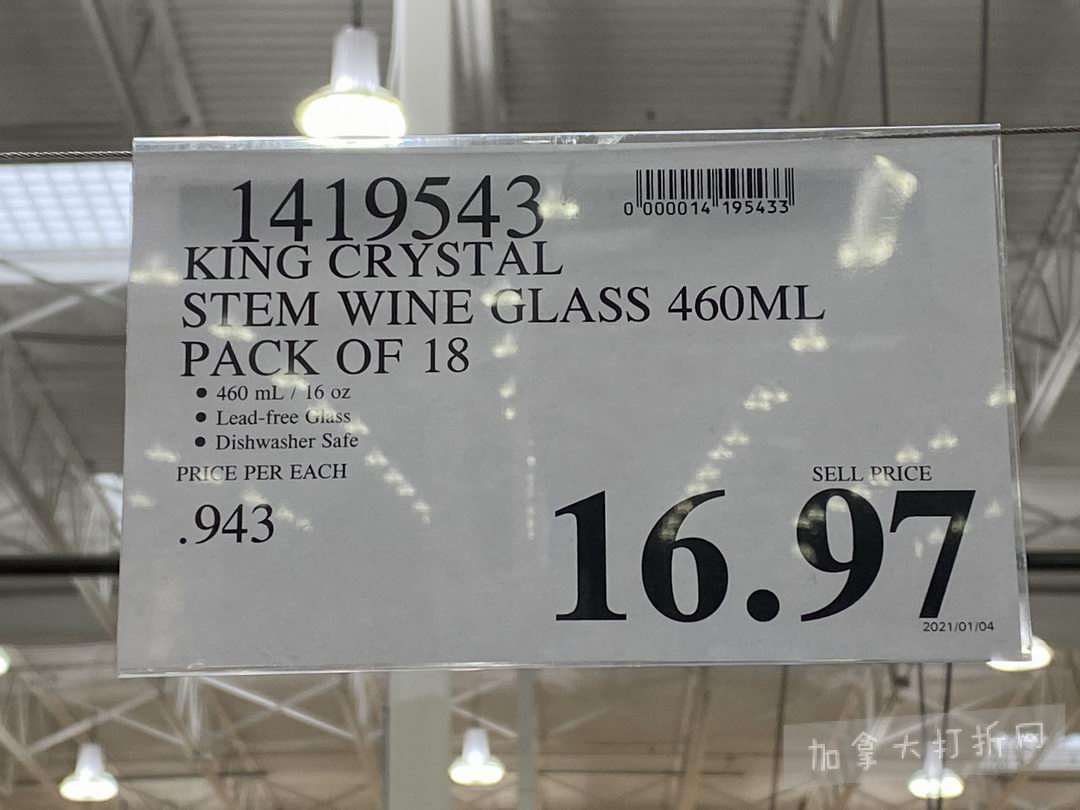 1419543
0 000014 195433
KING CRYSTAL
STEM WINE GLASS 460ML
PACK OF 18
• 460 mL / 16 oz
• Lead-free Glass
• Dishwasher Safe
PRICE PER EACH
SELL PRICE
.943
16.97
2021/01/04
加拿大打折网